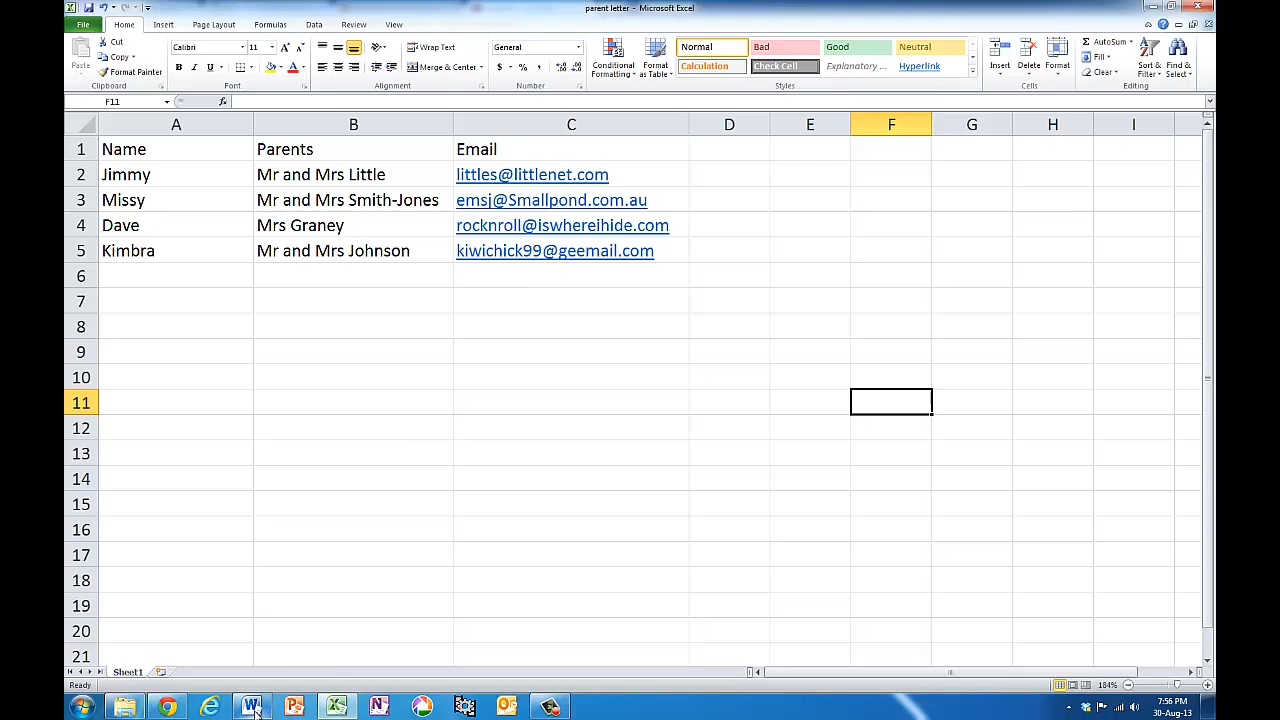 parent letter - Microsoft Excel
File Home Insert Page Layout Formulas Data Review View
Paste Cut Copy Format Painter Clipboard
Calibri 11 B I U A Font
Wrap Text Merge & Center Alignment
General $ % , Number
Conditional Formatting Format as Table
Normal Bad Good Neutral
Calculation Check Cell Explanatory ... Hyperlink
Styles
Insert Delete Format Cells
AutoSum Fill Clear Sort & Filter Find & Select Editing
F11 fx
A B C D E F G H I
1 Name Parents Email
2 Jimmy Mr and Mrs Little littles@littlenet.com
3 Missy Mr and Mrs Smith-Jones emsj@Smallpond.com.au
4 Dave Mrs Graney rocknroll@iswhereihide.com
5 Kimbra Mr and Mrs Johnson kiwichick99@geemail.com
6
7
8
9
10
11
12
13
14
15
16
17
18
19
20
21
Sheet1
Ready 184%
7:56 PM
30-Aug-13